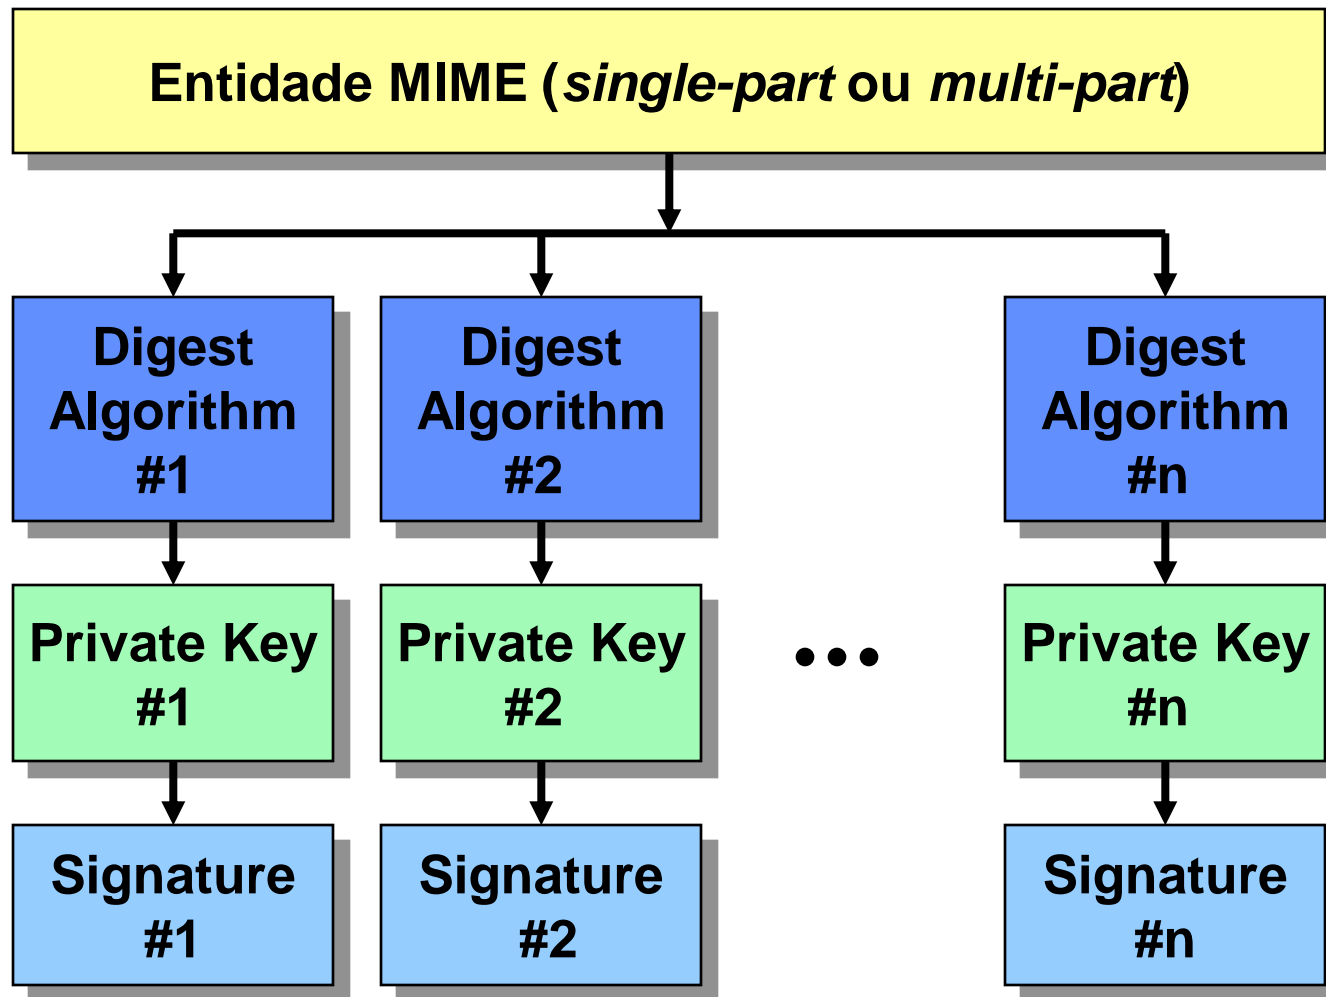 Entidade MIME (single-part ou multi-part)
Digest
Algorithm
#1
Digest
Algorithm
#2
Digest
Algorithm
#n
Private Key
#1
Private Key
#2
...
Private Key
#n
Signature
#1
Signature
#2
Signature
#n